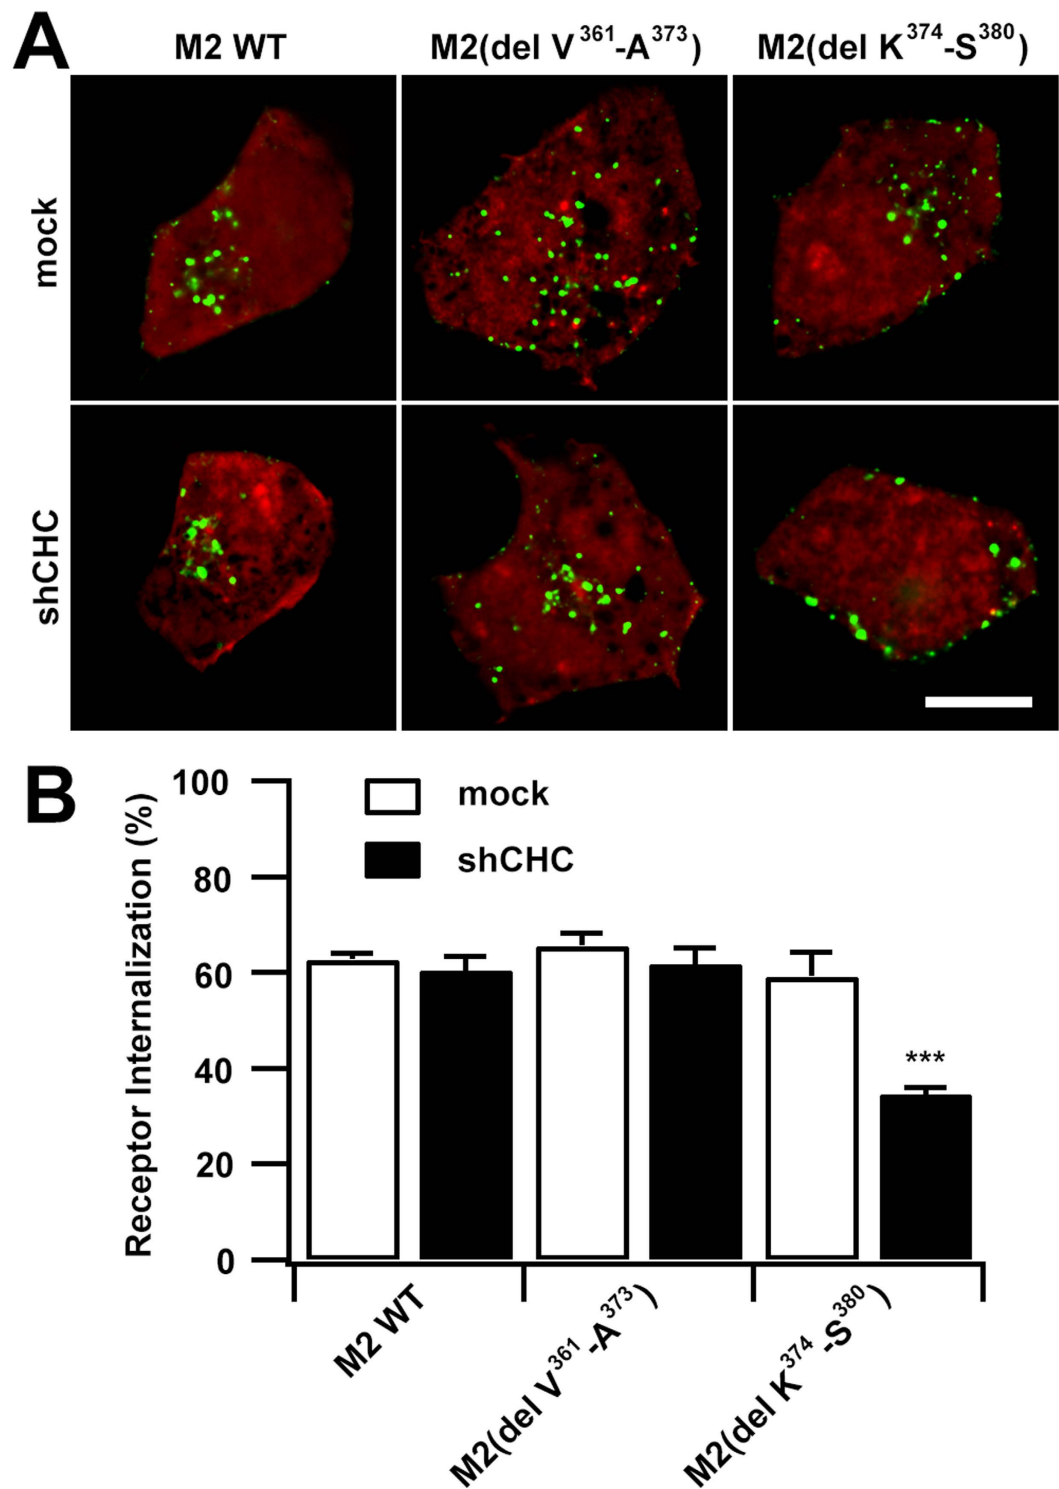 A
M2 WT M2(del V361-A373) M2(del K374-S380)
mock
shCHC
B
Receptor Internalization (%)
100
80
60
40
20
0
mock
shCHC
***
M2 WT
M2(del V361-A373)
M2(del K374-S380)